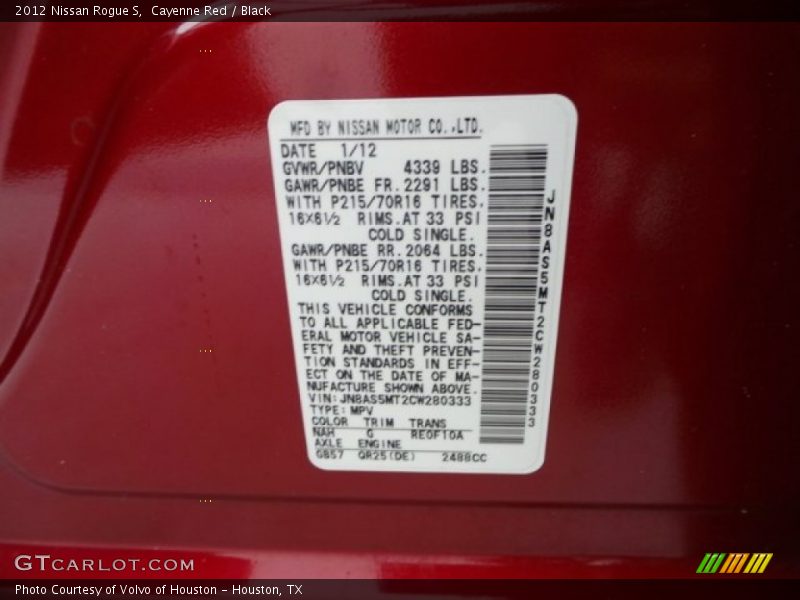 2012 Nissan Rogue S,  Cayenne Red / Black
MFD BY NISSAN MOTOR CO.,LTD.
DATE 1/12
GVWR/PNBV 4339 LBS.
GAWR/PNBE FR. 2291 LBS.
WITH P215/70R16 TIRES,
16X6½ RIMS.AT 33 PSI
COLD SINGLE.
GAWR/PNBE RR. 2064 LBS.
WITH P215/70R16 TIRES,
16X6½ RIMS.AT 33 PSI
COLD SINGLE.
THIS VEHICLE CONFORMS
TO ALL APPLICABLE FED-
ERAL MOTOR VEHICLE SA-
FETY AND THEFT PREVEN-
TION STANDARDS IN EFF-
ECT ON THE DATE OF MA-
NUFACTURE SHOWN ABOVE.
VIN: JN8AS5MT2CW280333
TYPE: MPV
COLOR TRIM TRANS
NAH G RE0F10A
AXLE ENGINE
GB57 QR25(DE) 2488CC
JN8AS5MT2CW280333
GTCARLOT.COM
Photo Courtesy of Volvo of Houston - Houston, TX